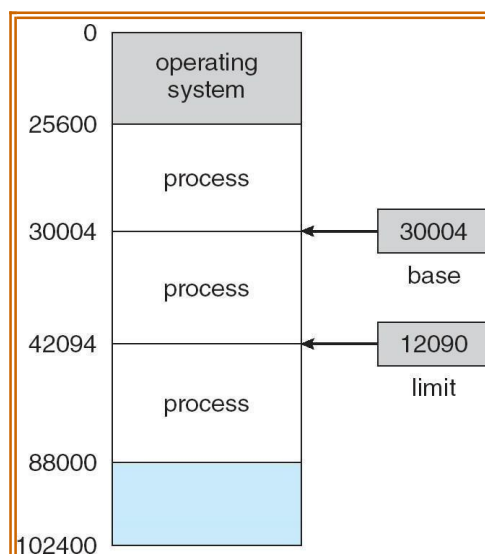 0
operating
system
25600
process
30004
30004
base
process
42094
12090
limit
process
88000
102400